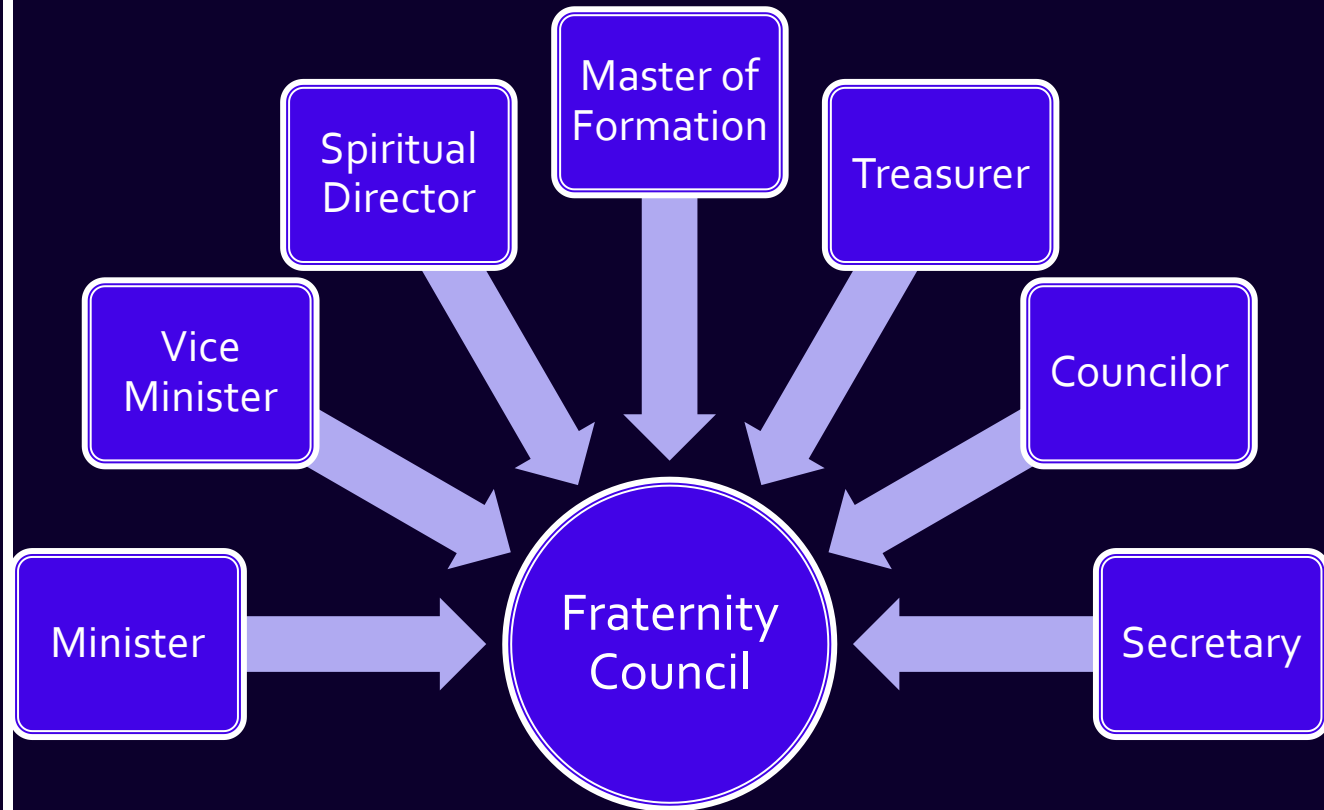 Master of
Formation
Spiritual
Director
Treasurer
Vice
Minister
Councilor
Minister
Fraternity
Council
Secretary